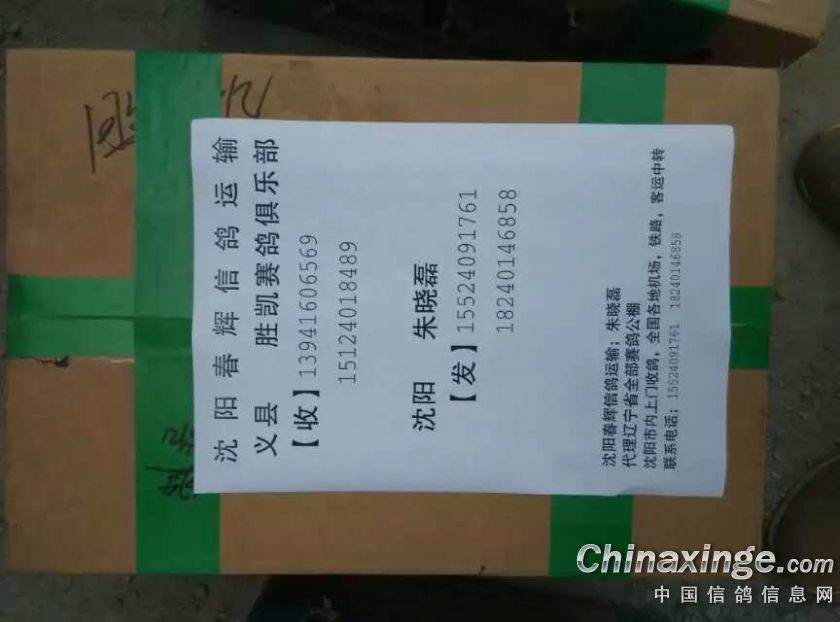 沈阳春辉信鸽运输
义县 胜凯赛鸽俱乐部
【收】13941606569
15124018489
沈阳 朱晓磊
【发】15524091761
18240146858
沈阳春辉信鸽运输；朱晓磊
代理辽宁省全部赛鸽公棚
沈阳市内上门收鸽，全国各地机场，铁路，客运中转
联系电话；15524091761 18240146858
Chinaxinge.com
中国信鸽信息网